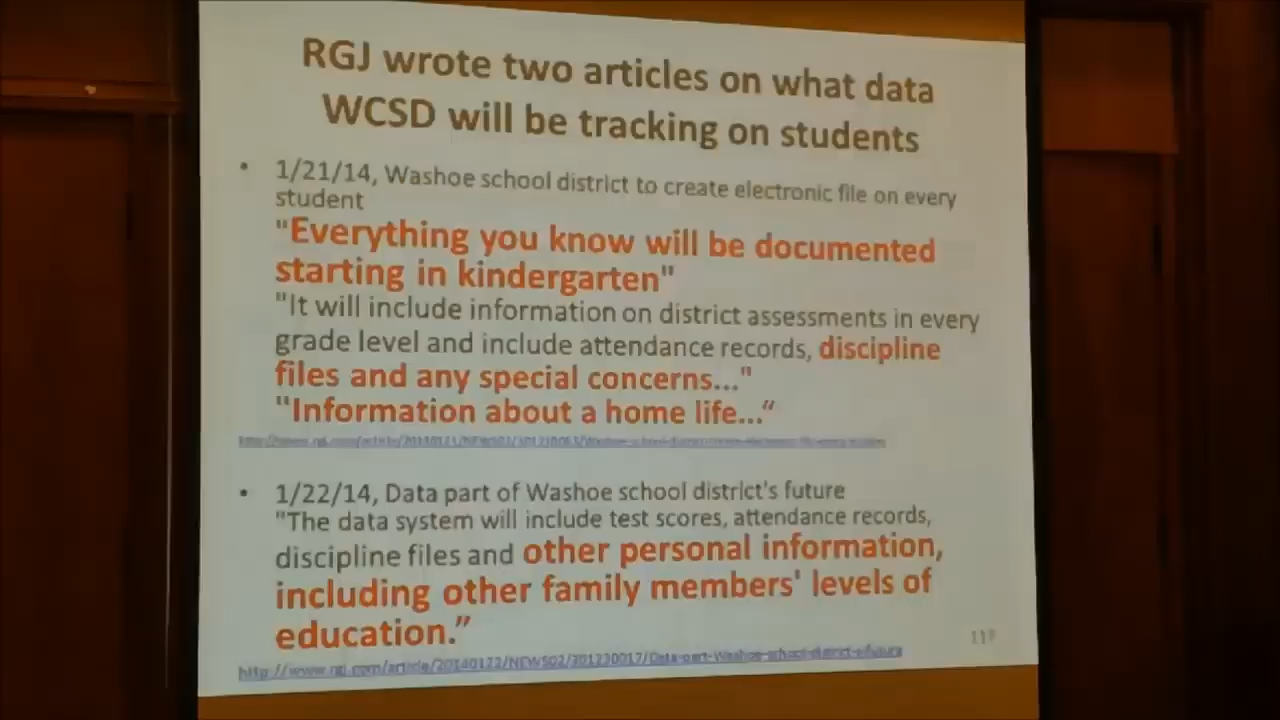 RGJ wrote two articles on what data
WCSD will be tracking on students
• 1/21/14, Washoe school district to create electronic file on every
student
"Everything you know will be documented
starting in kindergarten"
"It will include information on district assessments in every
grade level and include attendance records, discipline
files and any special concerns..."
"Information about a home life...“
• 1/22/14, Data part of Washoe school district's future
"The data system will include test scores, attendance records,
discipline files and other personal information,
including other family members' levels of
education.”
http://www.rgj.com/article/20140122/NEWS02/301220017/Data-part-Washoe-school-district-s-future